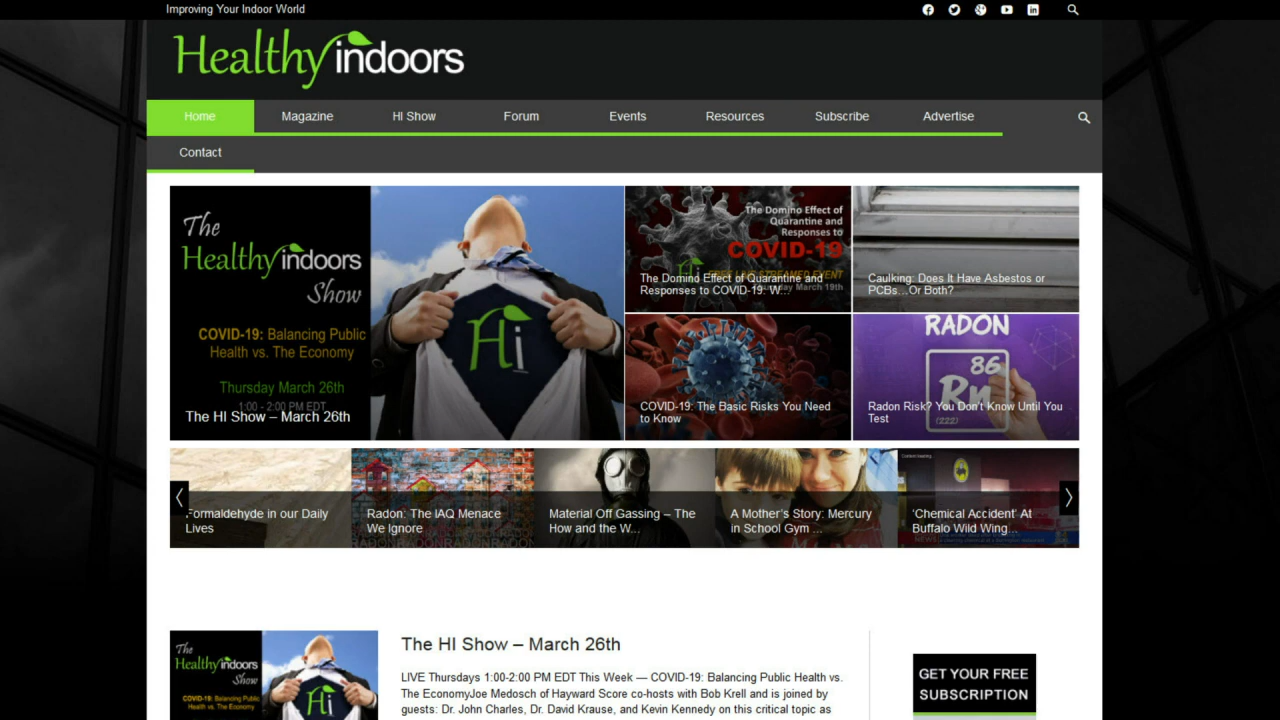 Improving Your Indoor World
Healthy indoors
Home
Magazine
HI Show
Forum
Events
Resources
Subscribe
Advertise
Contact
The
Healthy indoors
Show
COVID-19: Balancing Public
Health vs. The Economy
Thursday March 26th
1:00 - 2:00 PM EDT
The HI Show – March 26th
Hi
The Domino Effect of
Quarantine and
Responses to
COVID-19
FREE LIVE STREAMED EVENT
March 19th
The Domino Effect of Quarantine and
Responses to COVID-19: W...
Caulking: Does It Have Asbestos or
PCBs...Or Both?
COVID-19: The Basic Risks You Need
to Know
RADON
86
Rn
(222)
Radon Risk? You Don't Know Until You
Test
Formaldehyde in our Daily
Lives
Radon: The IAQ Menace
We Ignore
Material Off Gassing – The
How and the W...
A Mother's Story: Mercury
in School Gym ...
'Chemical Accident' At
Buffalo Wild Wing...
NEWS
The
Healthy indoors
Show
COVID-19: Balancing Public
Health vs. The Economy
Hi
The HI Show – March 26th
LIVE Thursdays 1:00-2:00 PM EDT This Week — COVID-19: Balancing Public Health vs.
The EconomyJoe Medosch of Hayward Score co-hosts with Bob Krell and is joined by
guests: Dr. John Charles, Dr. David Krause, and Kevin Kennedy on this critical topic as
GET YOUR FREE
SUBSCRIPTION